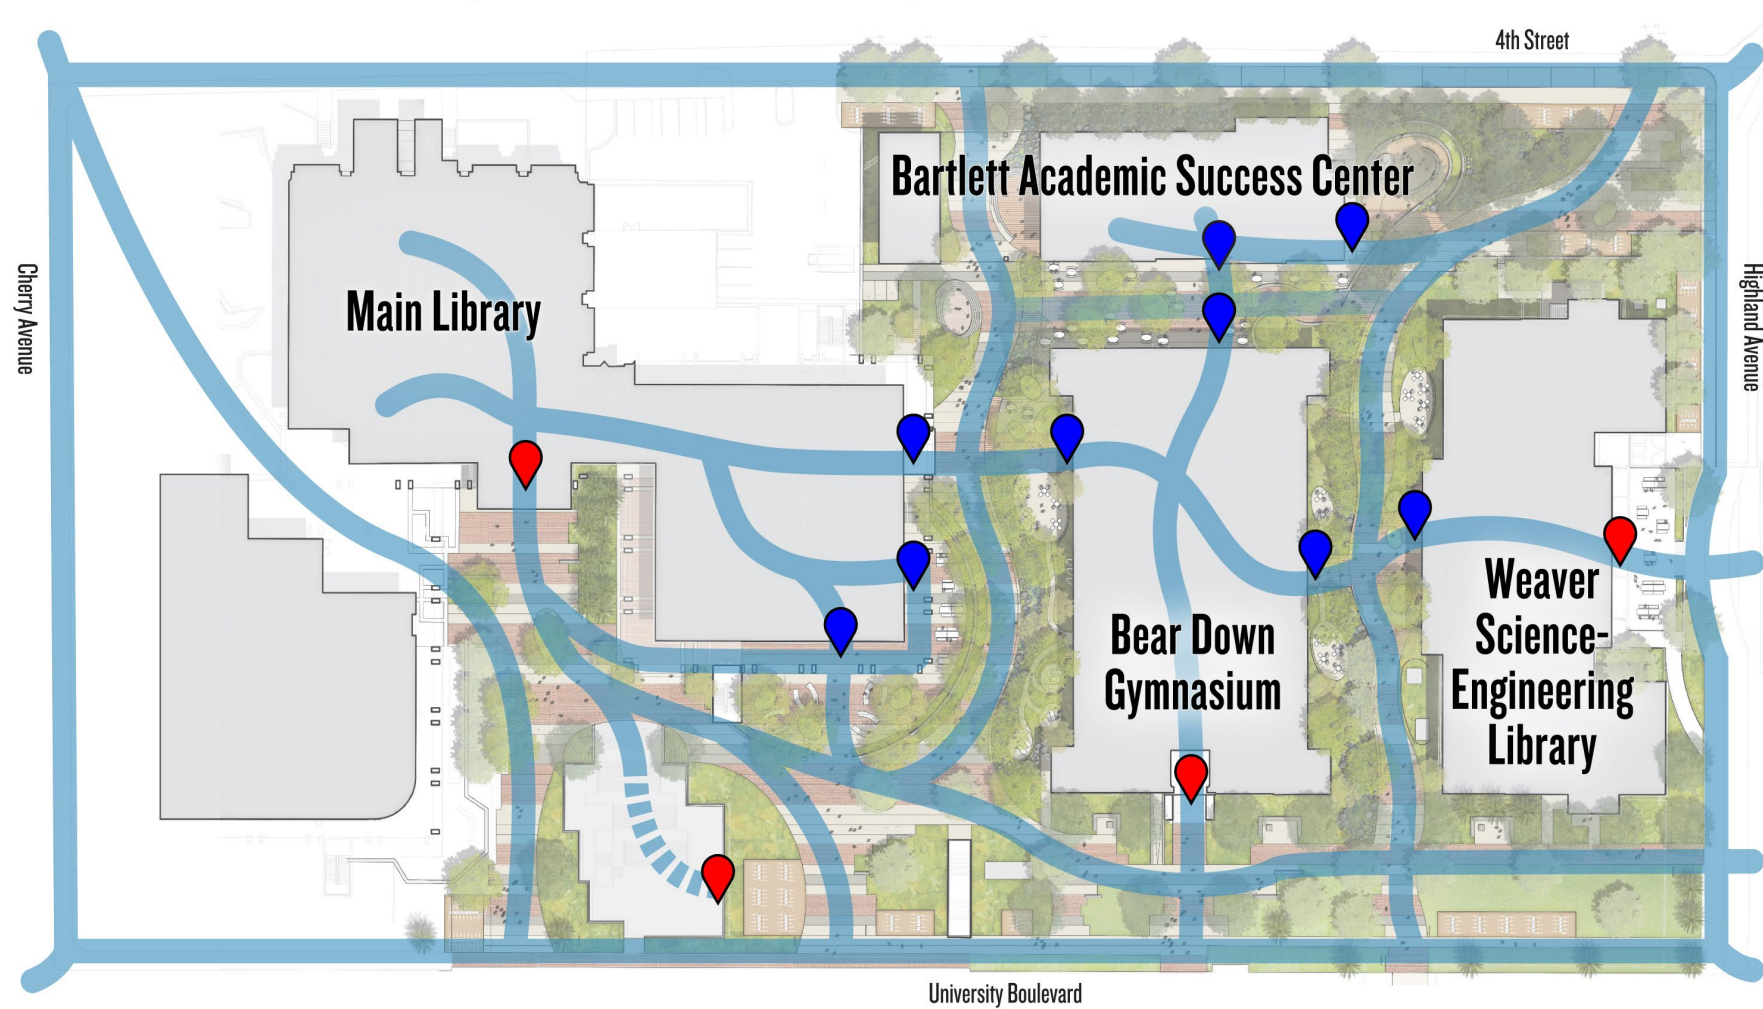 4th Street
Bartlett Academic Success Center
Cherry Avenue
Main Library
Highland Avenue
Weaver
Science-
Engineering
Library
Bear Down
Gymnasium
University Boulevard